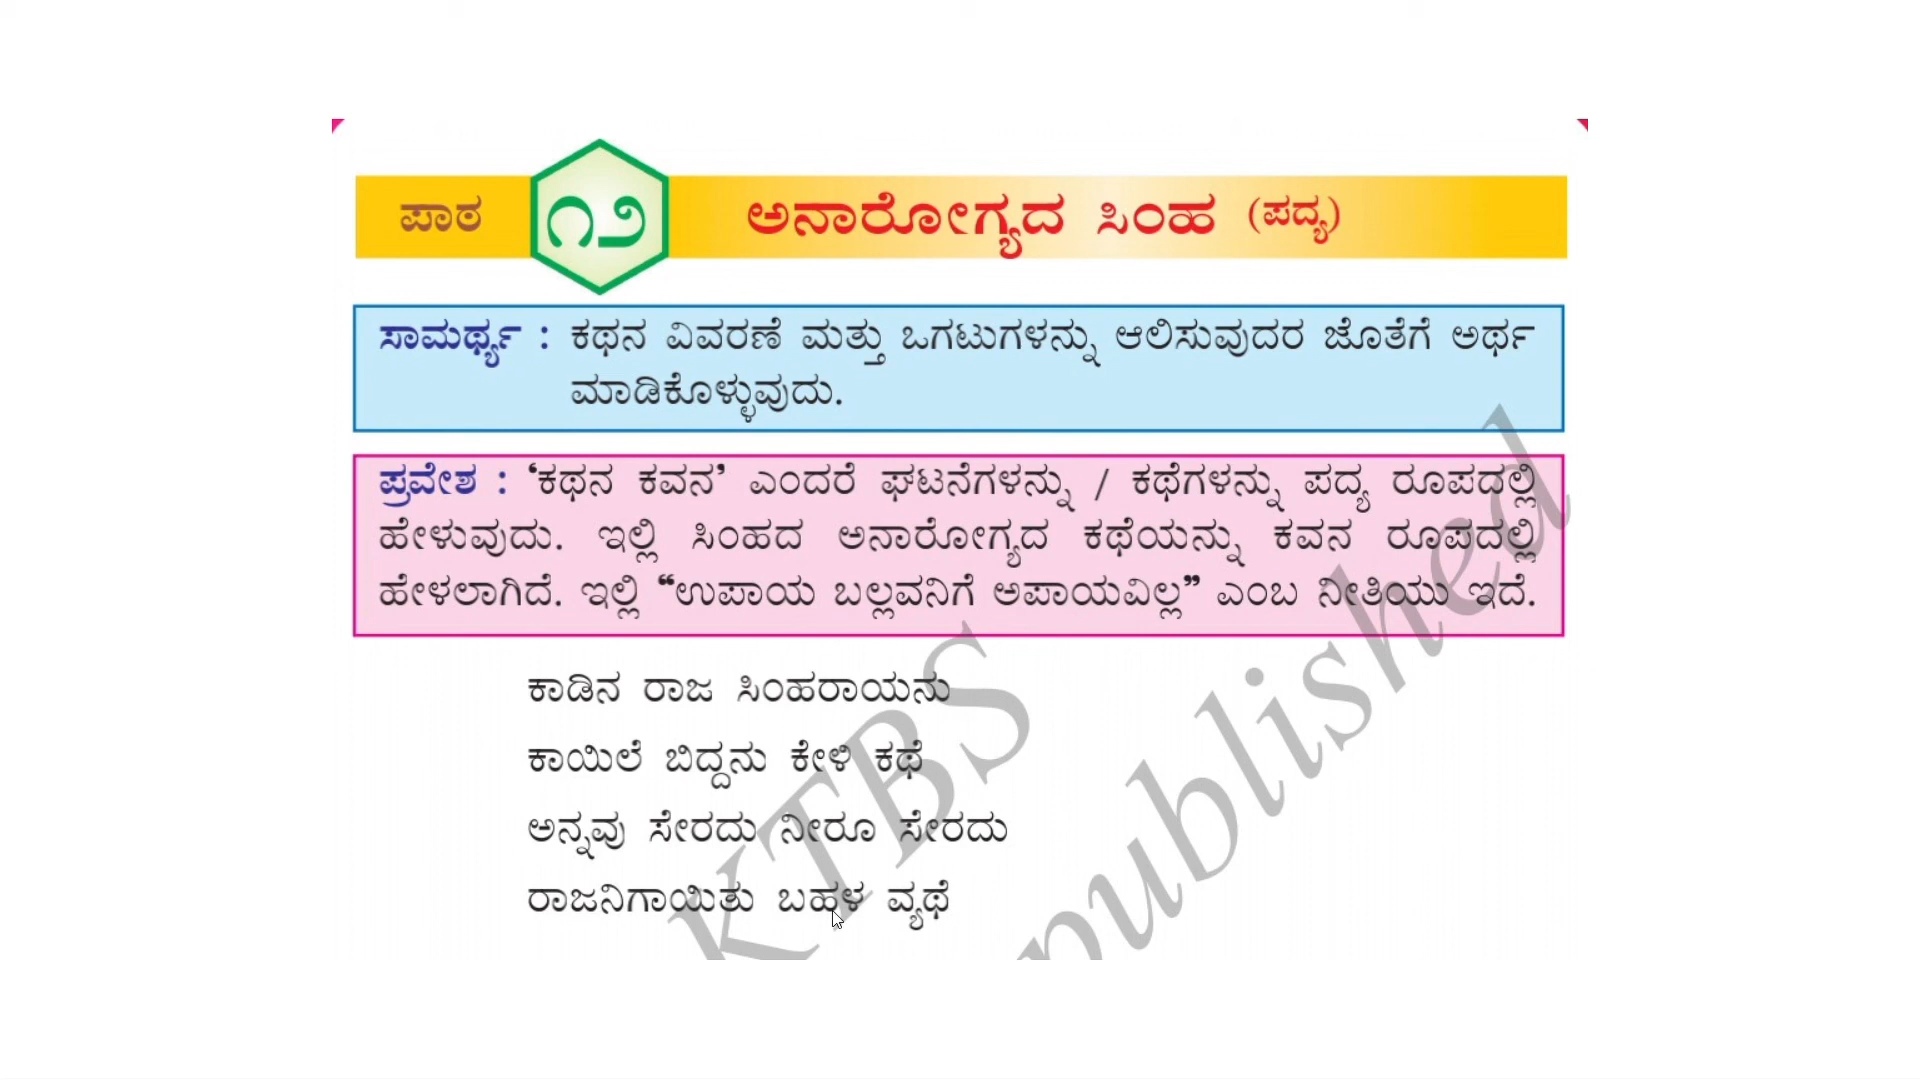 ಪಾಠ ೧೨ ಅನಾರೋಗ್ಯದ ಸಿಂಹ (ಪದ್ಯ)
ಸಾಮರ್ಥ್ಯ : ಕಥನ ವಿವರಣೆ ಮತ್ತು ಒಗಟುಗಳನ್ನು ಆಲಿಸುವುದರ ಜೊತೆಗೆ ಅರ್ಥ
ಮಾಡಿಕೊಳ್ಳುವುದು.
ಪ್ರವೇಶ : ‘ಕಥನ ಕವನ’ ಎಂದರೆ ಘಟನೆಗಳನ್ನು / ಕಥೆಗಳನ್ನು ಪದ್ಯ ರೂಪದಲ್ಲಿ
ಹೇಳುವುದು. ಇಲ್ಲಿ ಸಿಂಹದ ಅನಾರೋಗ್ಯದ ಕಥೆಯನ್ನು ಕವನ ರೂಪದಲ್ಲಿ
ಹೇಳಲಾಗಿದೆ. ಇಲ್ಲಿ “ಉಪಾಯ ಬಲ್ಲವನಿಗೆ ಅಪಾಯವಿಲ್ಲ” ಎಂಬ ನೀತಿಯು ಇದೆ.
ಕಾಡಿನ ರಾಜ ಸಿಂಹರಾಯನು
ಕಾಯಿಲೆ ಬಿದ್ದನು ಕೇಳಿ ಕಥೆ
ಅನ್ನವು ಸೇರದು ನೀರೂ ಸೇರದು
ರಾಜನಿಗಾಯಿತು ಬಹಳ ವ್ಯಥೆ
KTBS
published